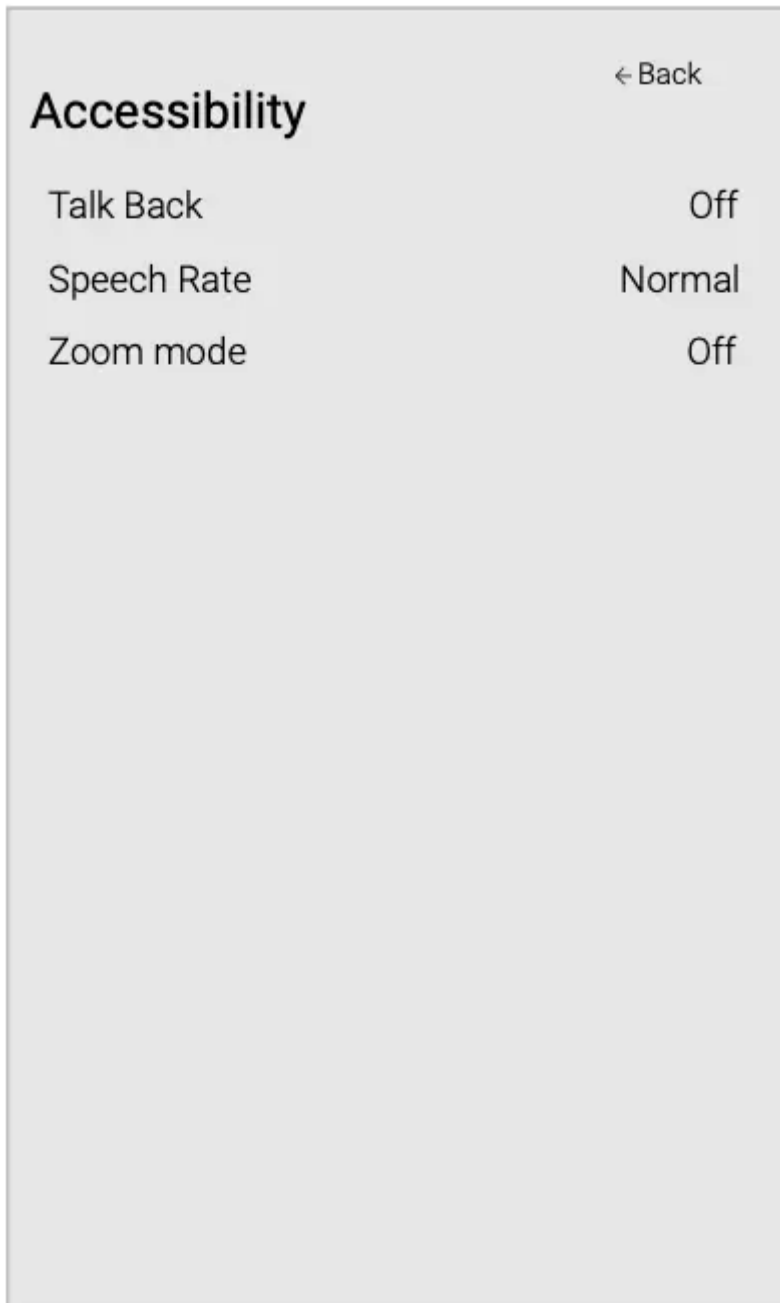 ← Back
Accessibility
Talk Back Off
Speech Rate Normal
Zoom mode Off